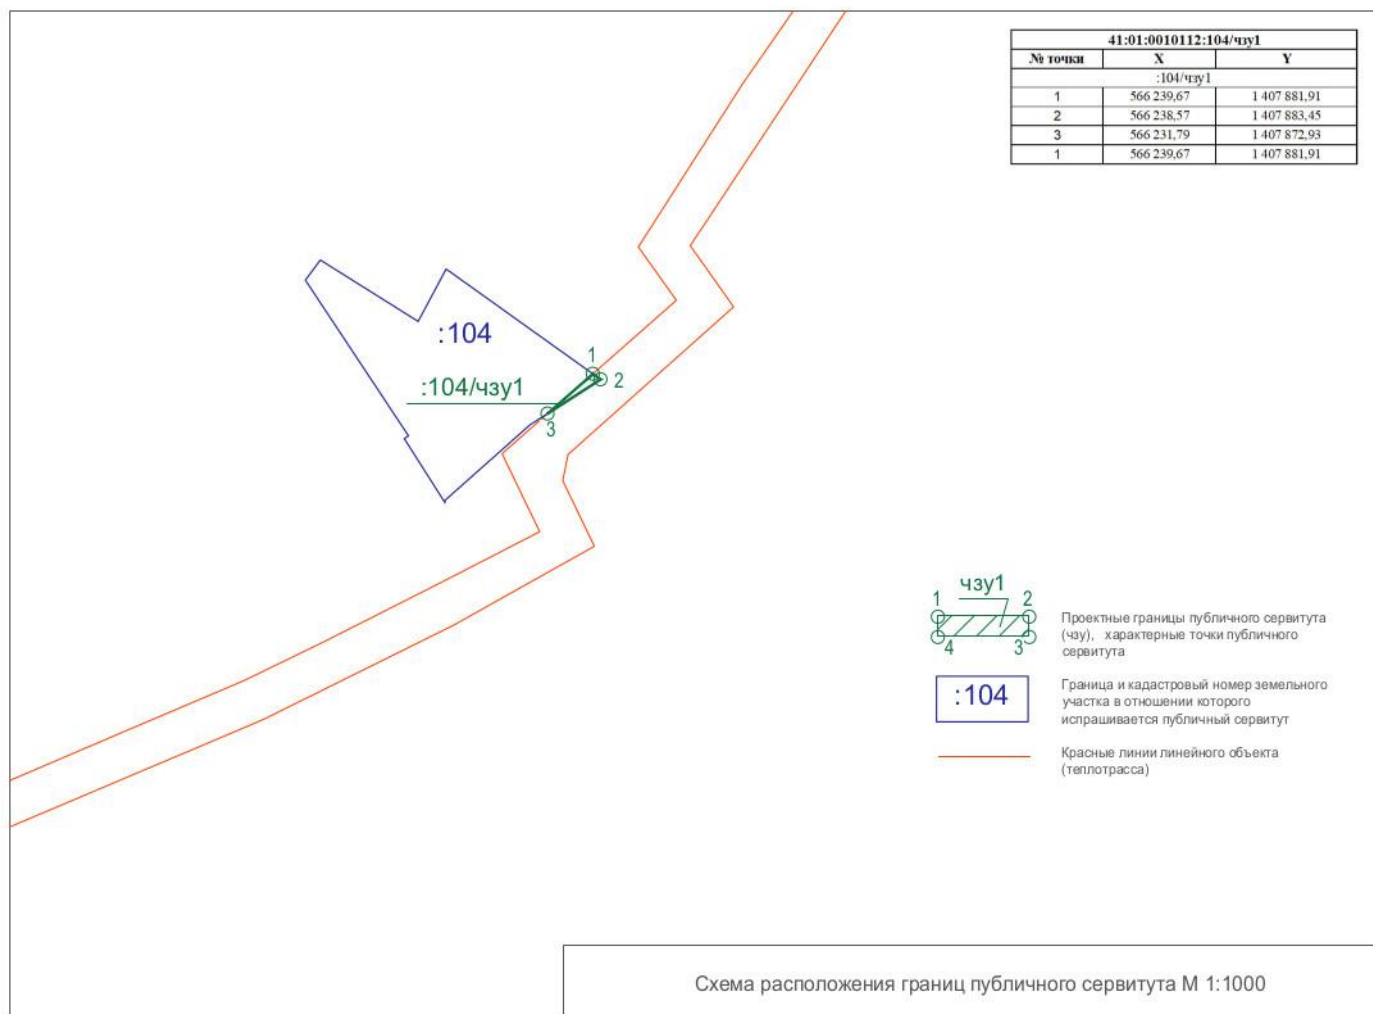 41:01:0010112:104/чзу1
№ точки X Y
:104/чзу1
1 566 239,67 1 407 881,91
2 566 238,57 1 407 883,45
3 566 231,79 1 407 872,93
1 566 239,67 1 407 881,91
:104
1
:104/чзу1
2
3
чзу1
1 2
4 3
Проектные границы публичного сервитута
(чзу), характерные точки публичного
сервитута
:104
Граница и кадастровый номер земельного
участка в отношении которого
испрашивается публичный сервитут
Красные линии линейного объекта
(теплотрасса)
Схема расположения границ публичного сервитута М 1:1000